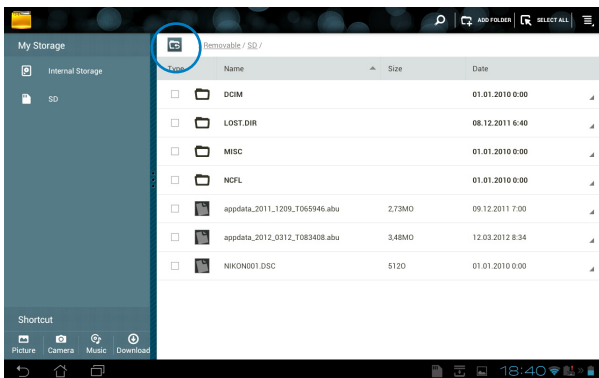 ADD FOLDER SELECT ALL
My Storage
Removable / SD /
Type Name Size Date
Internal Storage
SD
DCIM 01.01.2010 0:00
LOST.DIR 08.12.2011 6:40
MISC 01.01.2010 0:00
NCFL 01.01.2010 0:00
appdata_2011_1209_T065946.abu 2,73MO 09.12.2011 7:00
appdata_2012_0312_T083408.abu 3,48MO 12.03.2012 8:34
NIKON001.DSC 512O 01.01.2010 0:00
Shortcut
Picture Camera Music Download
18:40